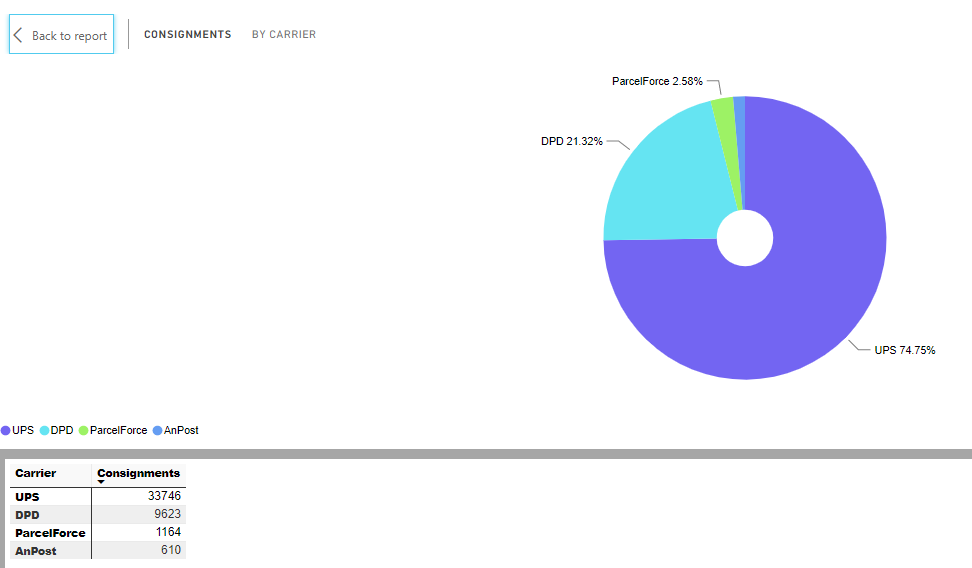 Back to report
CONSIGNMENTS BY CARRIER
ParcelForce 2.58%
DPD 21.32%
UPS 74.75%
UPS DPD ParcelForce AnPost
Carrier Consignments
UPS 33746
DPD 9623
ParcelForce 1164
AnPost 610